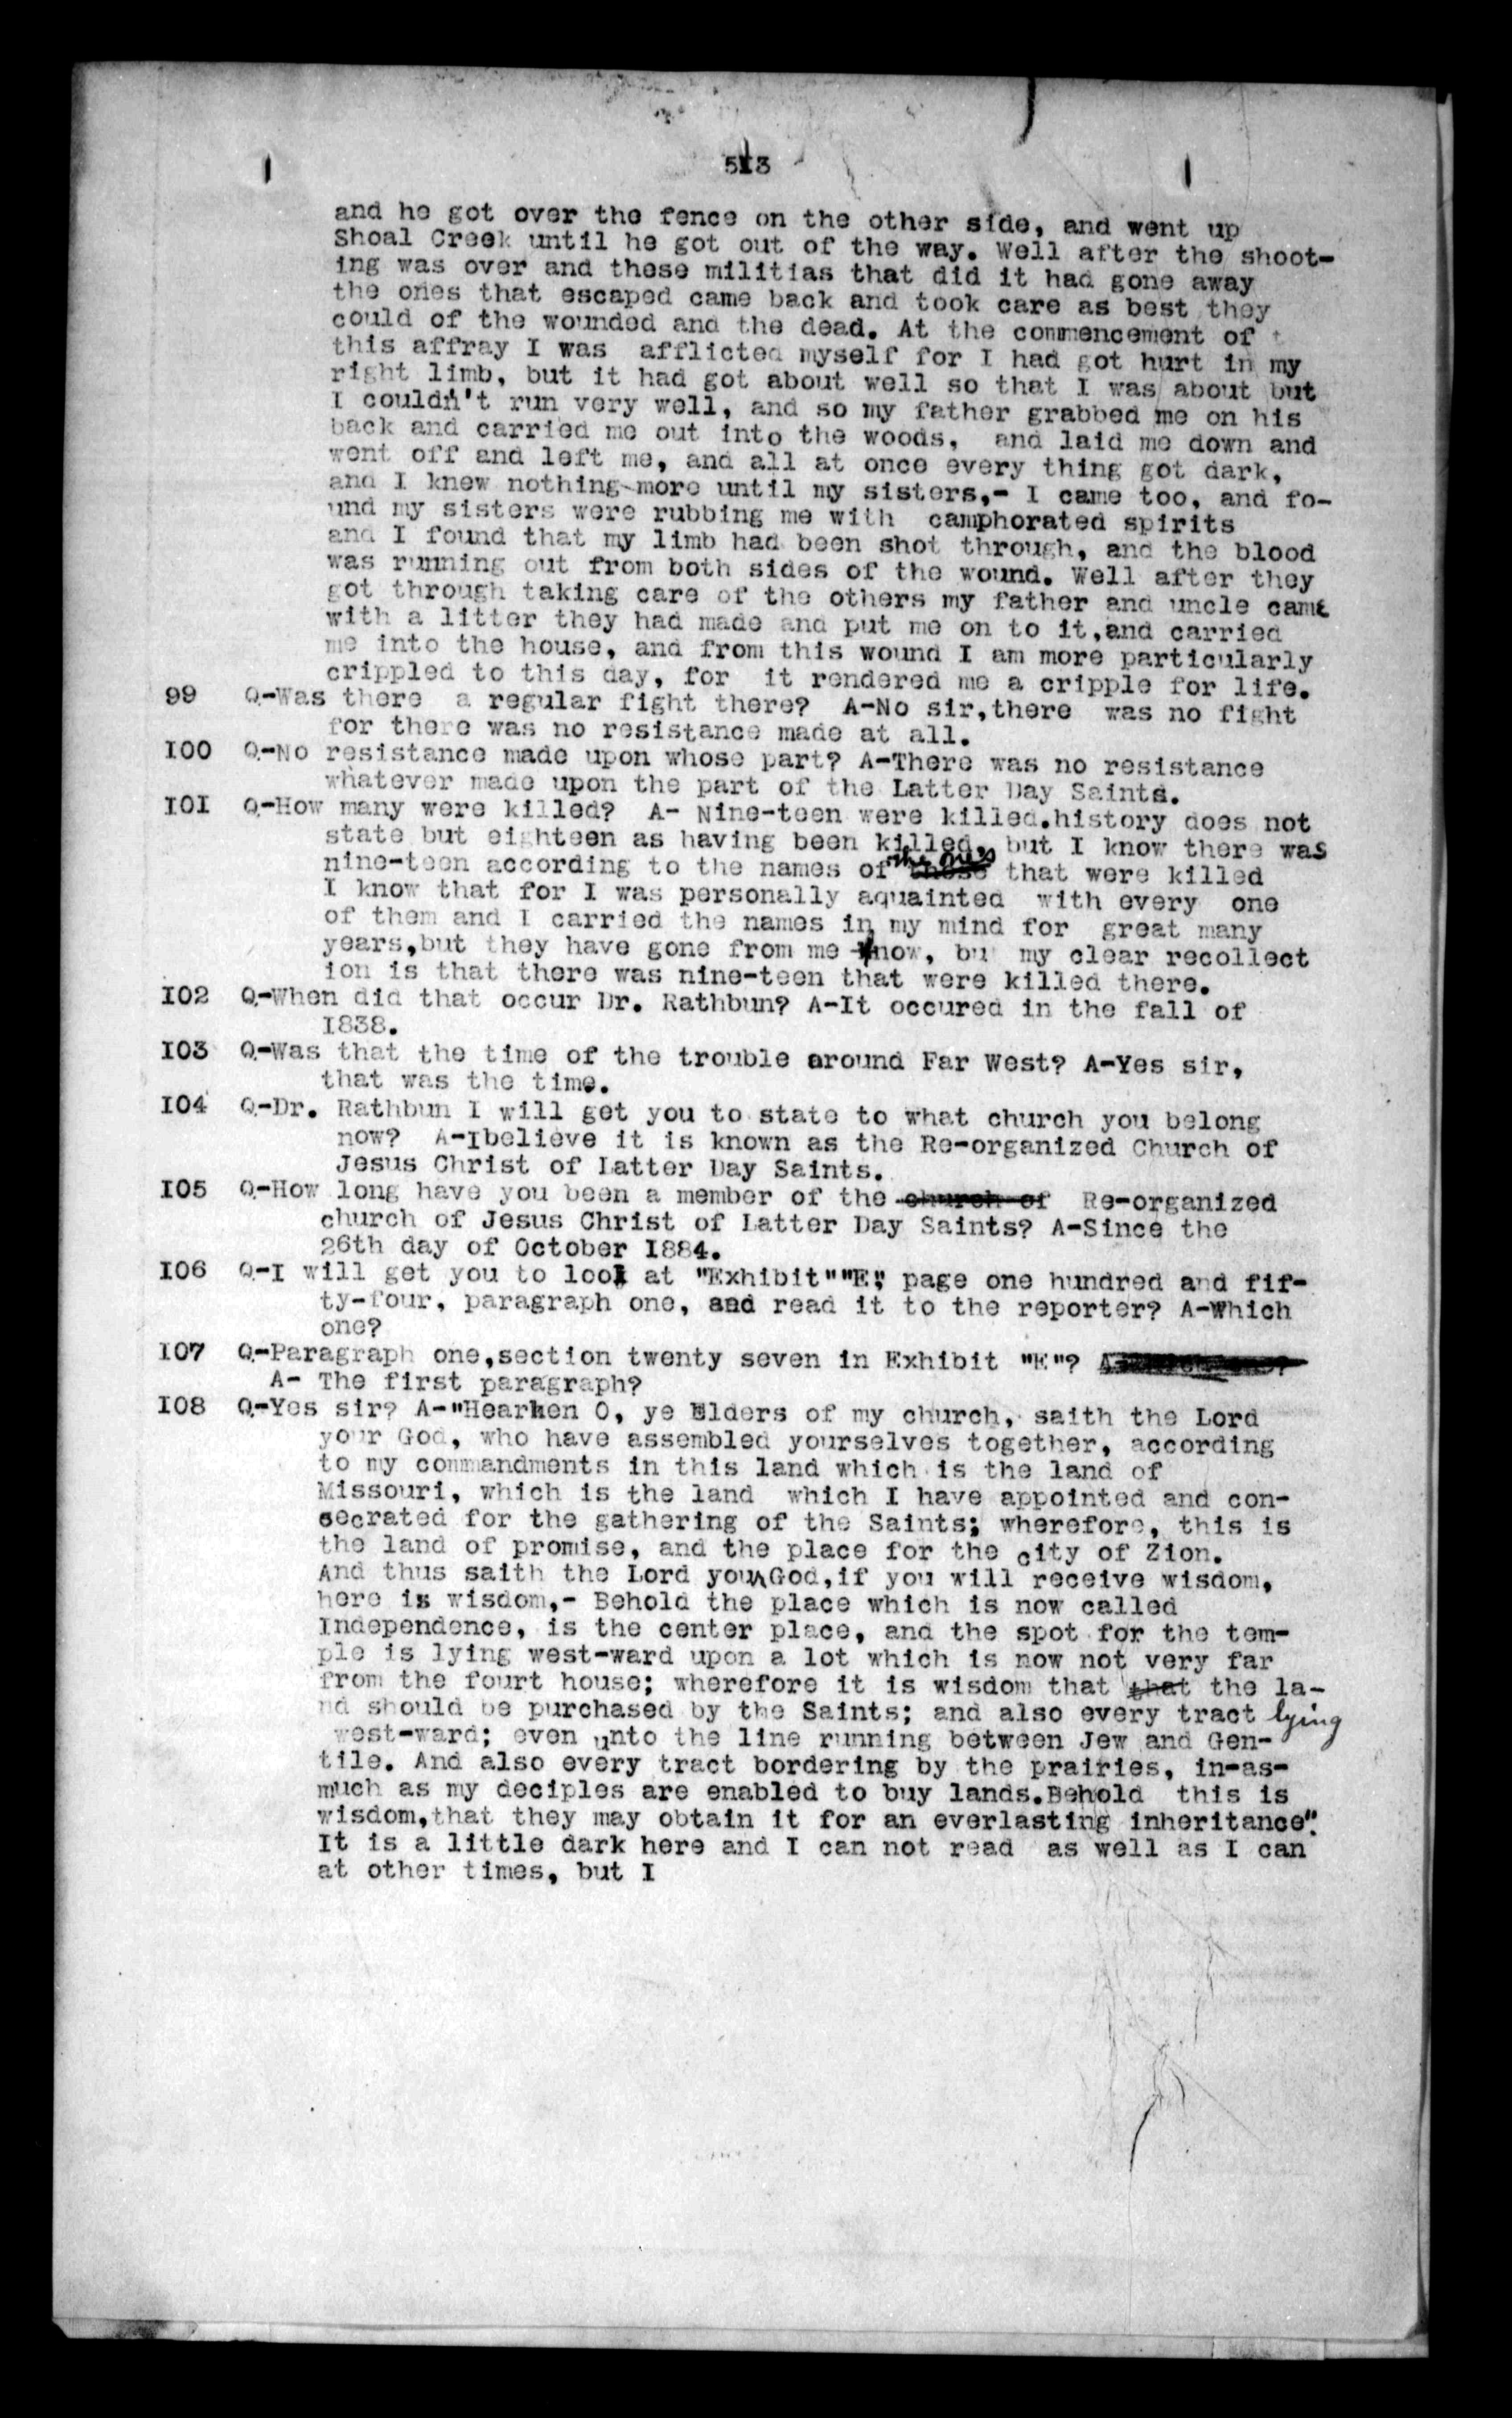 513
and he got over the fence on the other side, and went up
Shoal Creek until he got out of the way. Well after the shoot-
ing was over and these militias that did it had gone away
the ones that escaped came back and took care as best they
could of the wounded and the dead. At the commencement of
this affray I was afflicted myself for I had got hurt in my
right limb, but it had got about well so that I was about but
I couldn't run very well, and so my father grabbed me on his
back and carried me out into the woods, and laid me down and
went off and left me, and all at once every thing got dark,
and I knew nothing more until my sisters,- I came too, and fo-
und my sisters were rubbing me with camphorated spirits
and I found that my limb had been shot through, and the blood
was running out from both sides of the wound. Well after they
got through taking care of the others my father and uncle came
with a litter they had made and put me on to it,and carried
me into the house, and from this wound I am more particularly
crippled to this day, for it rendered me a cripple for life.
99 Q-Was there a regular fight there? A-No sir,there was no fight
for there was no resistance made at all.
I00 Q-No resistance made upon whose part? A-There was no resistance
whatever made upon the part of the Latter Day Saints.
I0I Q-How many were killed? A- Nine-teen were killed.history does not
state but eighteen as having been killed, but I know there was
nine-teen according to the names of the ones those that were killed
I know that for I was personally aquainted with every one
of them and I carried the names in my mind for great many
years,but they have gone from me now, but my clear recollect
ion is that there was nine-teen that were killed there.
I02 Q-When did that occur Dr. Rathbun? A-It occured in the fall of
I838.
I03 Q-Was that the time of the trouble around Far West? A-Yes sir,
that was the time.
I04 Q-Dr. Rathbun I will get you to state to what church you belong
now? A-Ibelieve it is known as the Re-organized Church of
Jesus Christ of Latter Day Saints.
I05 Q-How long have you been a member of the church of Re-organized
church of Jesus Christ of Latter Day Saints? A-Since the
26th day of October I884.
I06 Q-I will get you to look at "Exhibit""E", page one hundred and fif-
ty-four, paragraph one, and read it to the reporter? A-Which
one?
I07 Q-Paragraph one,section twenty seven in Exhibit "E"?
A- The first paragraph?
I08 Q-Yes sir? A-"Hearken O, ye Elders of my church, saith the Lord
your God, who have assembled yourselves together, according
to my commandments in this land which is the land of
Missouri, which is the land which I have appointed and con-
secrated for the gathering of the Saints; wherefore, this is
the land of promise, and the place for the city of Zion.
And thus saith the Lord your God,if you will receive wisdom,
here is wisdom,- Behold the place which is now called
Independence, is the center place, and the spot for the tem-
ple is lying west-ward upon a lot which is now not very far
from the fourt house; wherefore it is wisdom that that the la-
nd should be purchased by the Saints; and also every tract lying
west-ward; even unto the line running between Jew and Gen-
tile. And also every tract bordering by the prairies, in-as-
much as my deciples are enabled to buy lands.Behold this is
wisdom,that they may obtain it for an everlasting inheritance".
It is a little dark here and I can not read as well as I can
at other times, but I